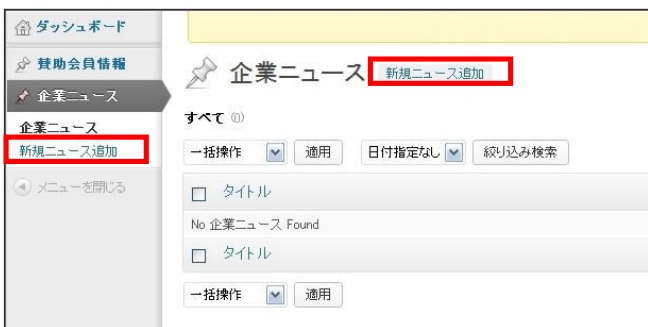 ダッシュボード
賛助会員情報
企業ニュース
企業ニュース
新規ニュース追加
メニューを閉じる
企業ニュース 新規ニュース追加
すべて (0)
一括操作 適用 日付指定なし 絞り込み検索
タイトル
No 企業ニュース Found
タイトル
一括操作 適用